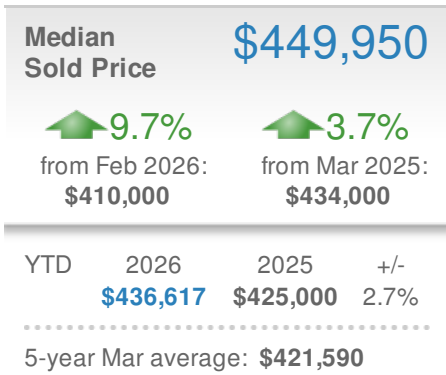 Median $449,950
Sold Price
9.7% 3.7%
from Feb 2026: from Mar 2025:
$410,000 $434,000
YTD 2026 2025 +/-
$436,617 $425,000 2.7%
5-year Mar average: $421,590